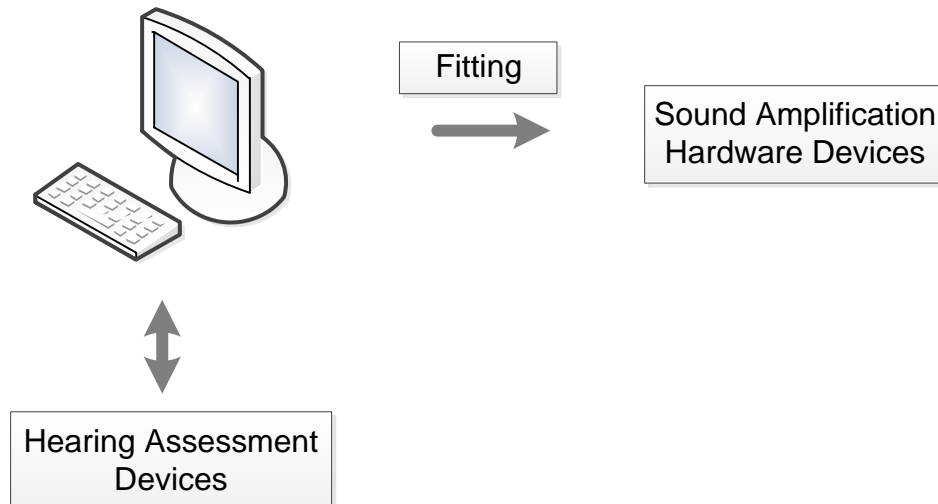 Fitting
Sound Amplification
Hardware Devices
Hearing Assessment
Devices